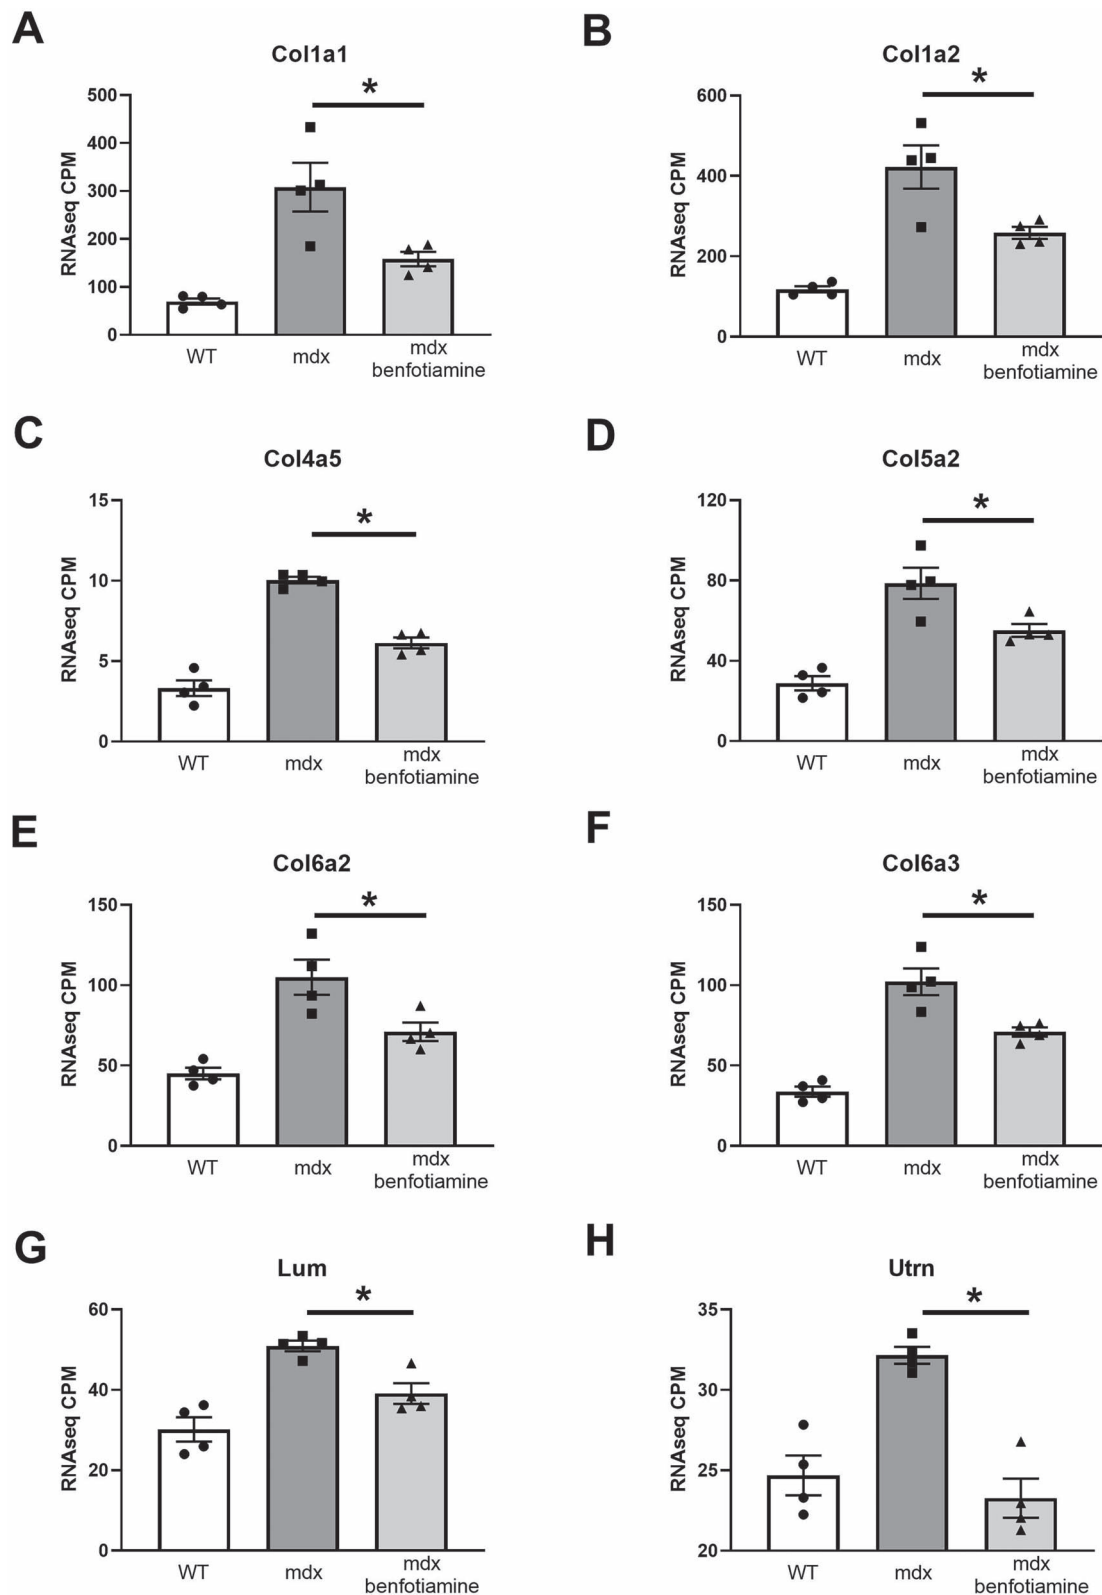 A
Col1a1
RNAseq CPM
500
400
300
200
100
0
*
WT
mdx
mdx
benfotiamine
B
Col1a2
RNAseq CPM
600
400
200
0
*
WT
mdx
mdx
benfotiamine
C
Col4a5
RNAseq CPM
15
10
5
0
*
WT
mdx
mdx
benfotiamine
D
Col5a2
RNAseq CPM
120
80
40
0
*
WT
mdx
mdx
benfotiamine
E
Col6a2
RNAseq CPM
150
100
50
0
*
WT
mdx
mdx
benfotiamine
F
Col6a3
RNAseq CPM
150
100
50
0
*
WT
mdx
mdx
benfotiamine
G
Lum
RNAseq CPM
60
40
20
0
*
WT
mdx
mdx
benfotiamine
H
Utrn
RNAseq CPM
35
30
25
20
*
WT
mdx
mdx
benfotiamine